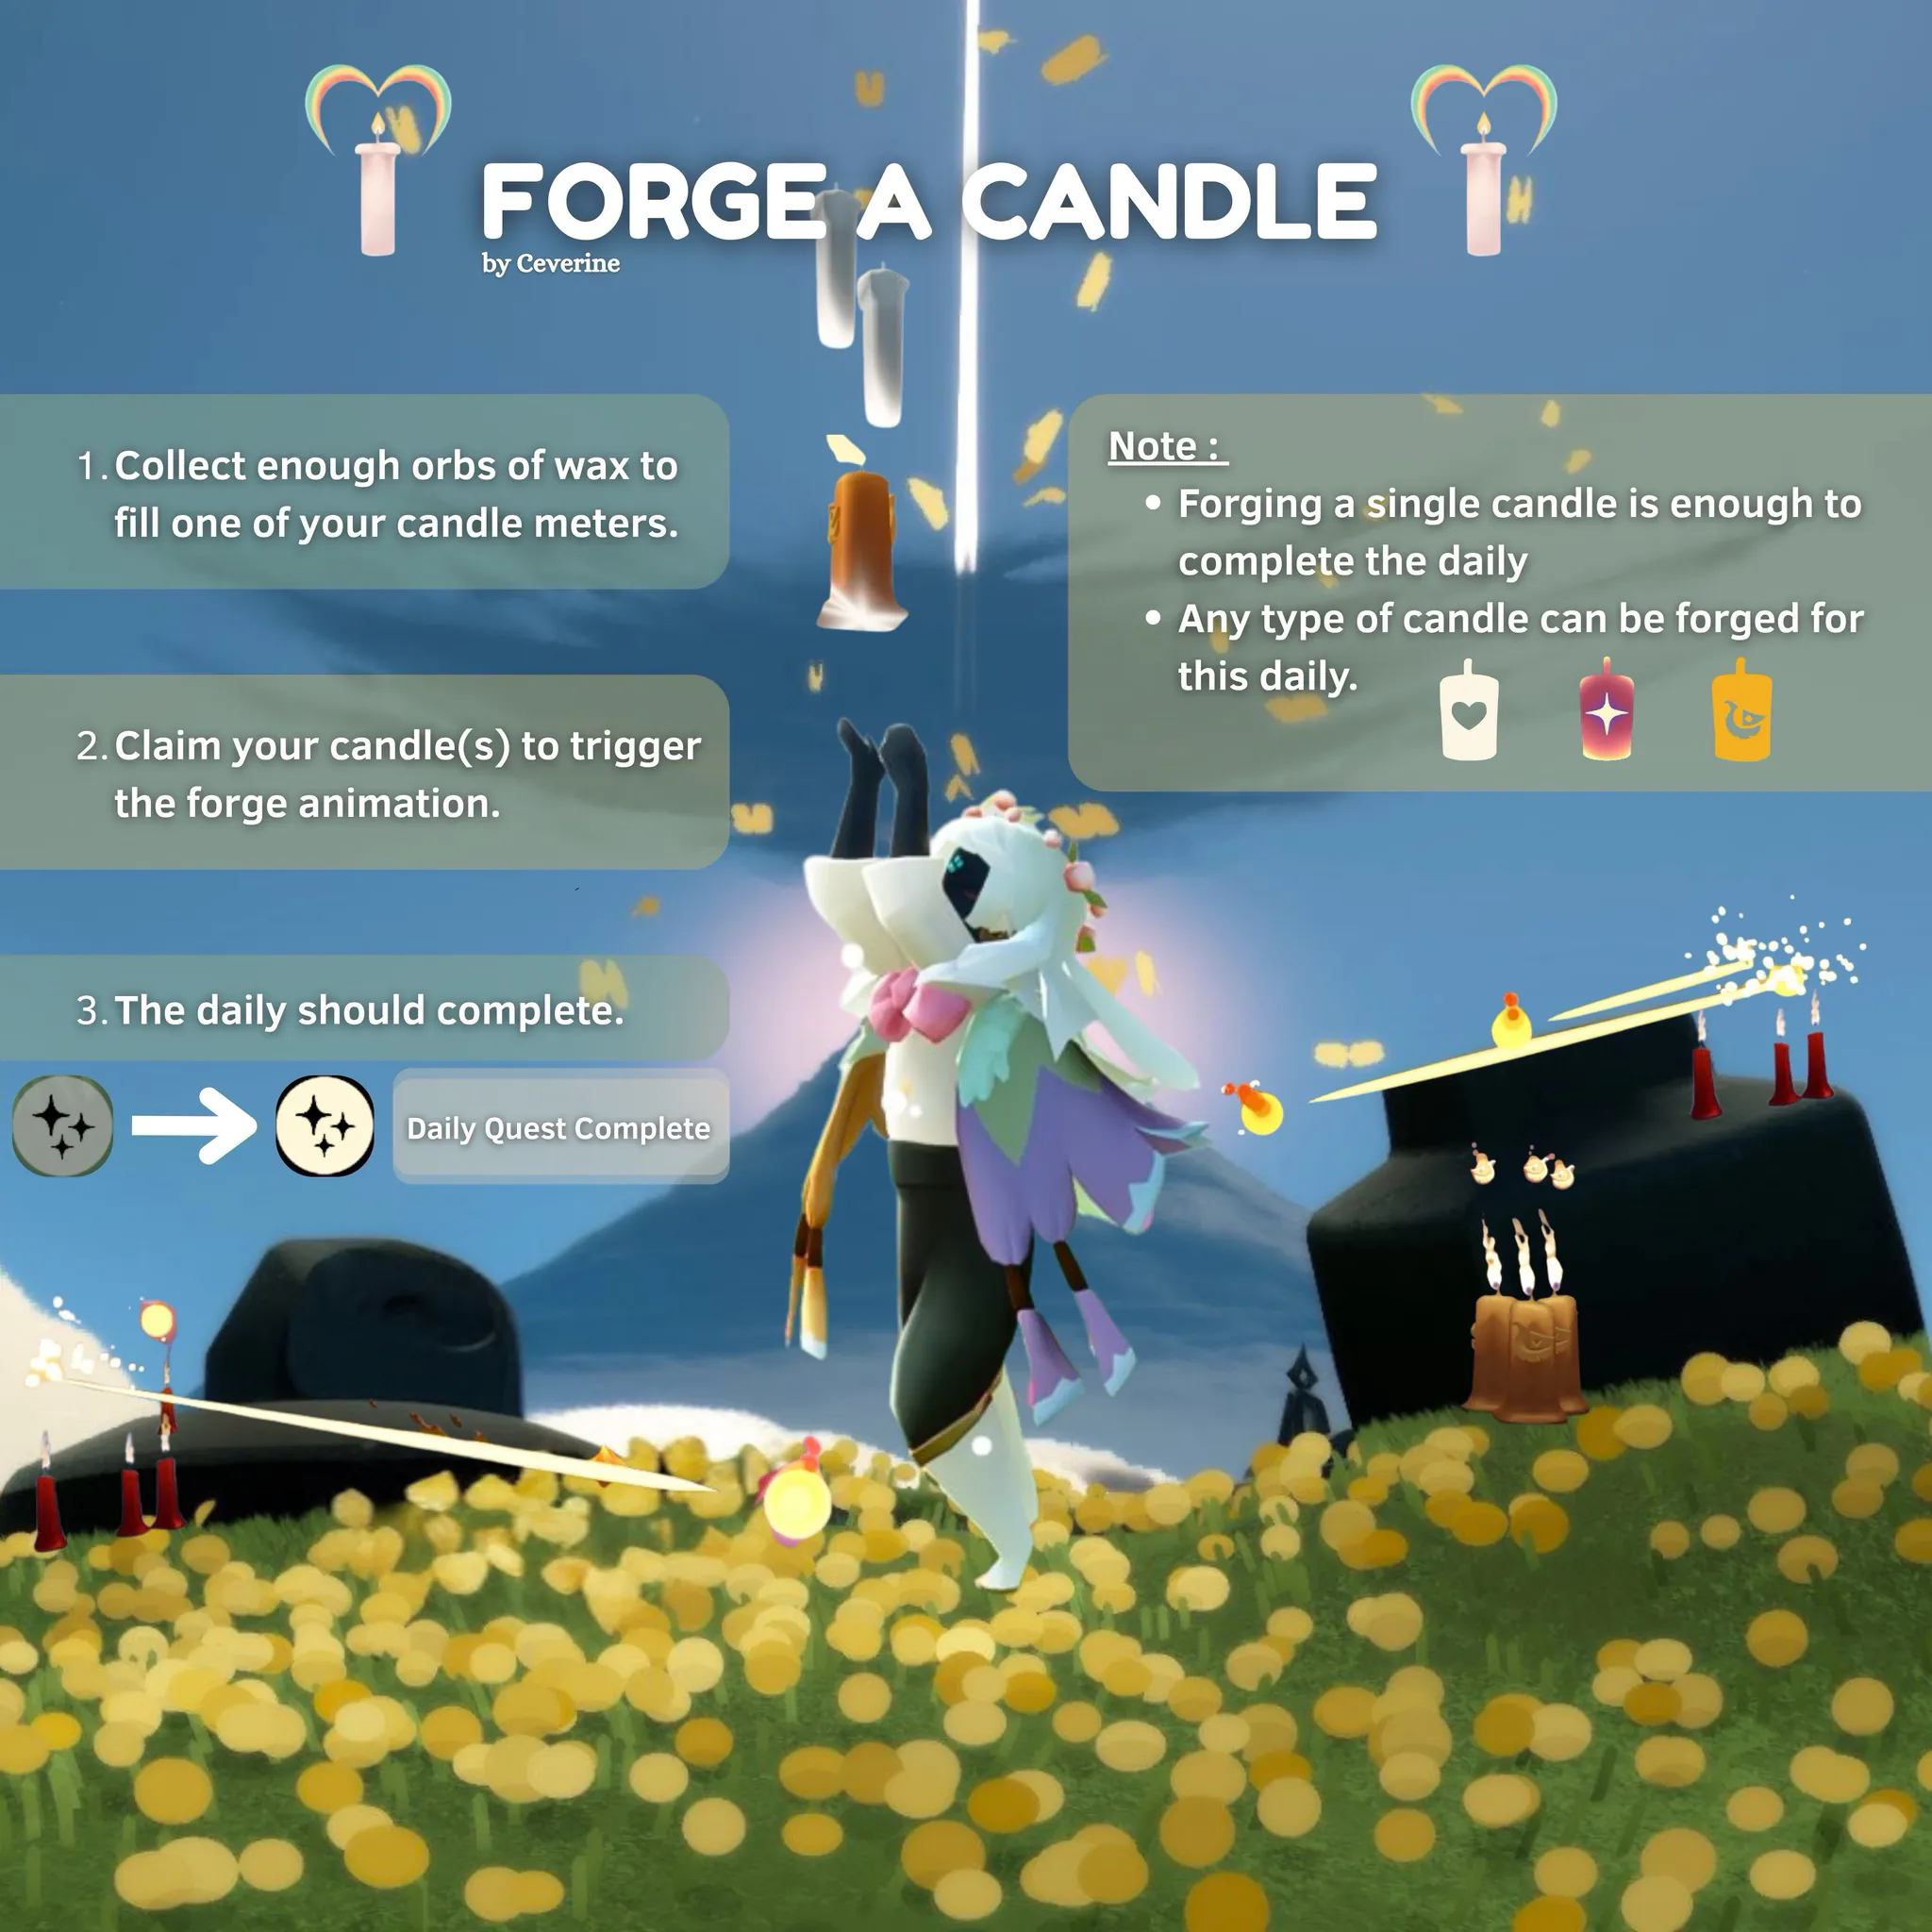 FORGE A CANDLE
by Ceverine
1. Collect enough orbs of wax to
fill one of your candle meters.
2. Claim your candle(s) to trigger
the forge animation.
3. The daily should complete.
Daily Quest Complete
Note :
• Forging a single candle is enough to
complete the daily
• Any type of candle can be forged for
this daily.